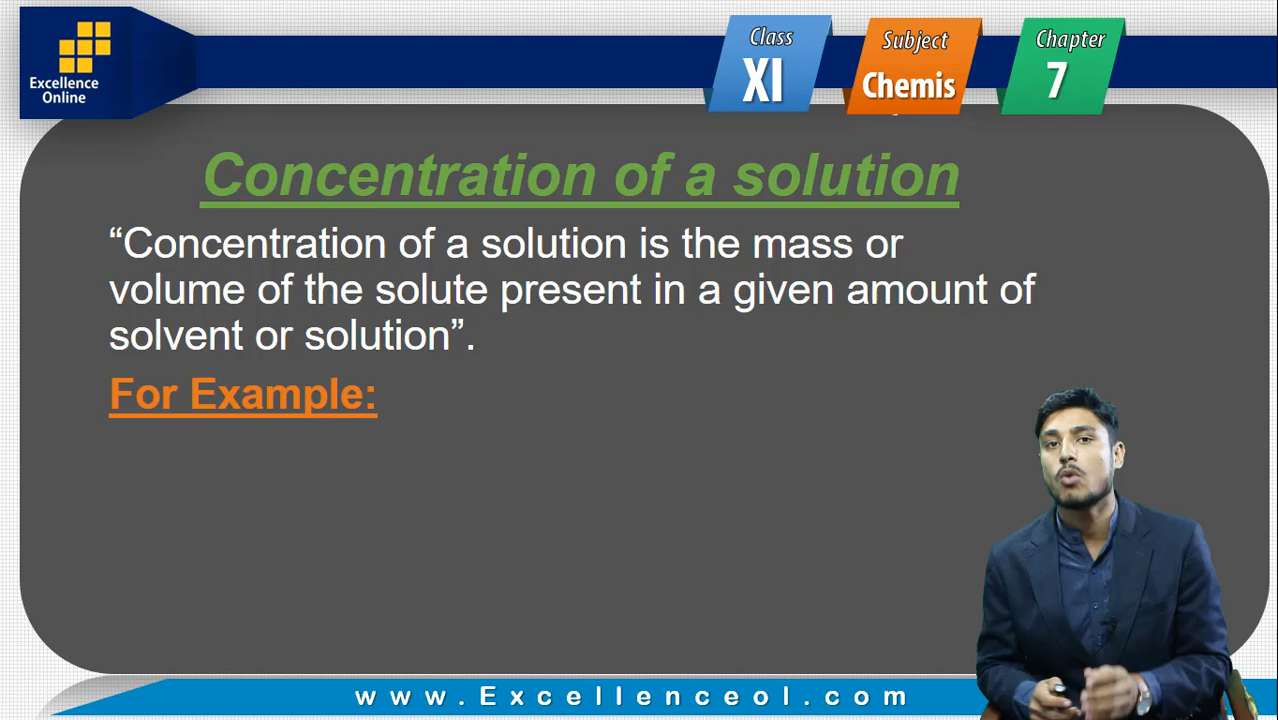 Excellence
Online
Class
XI
Subject
Chemis
Chapter
7
Concentration of a solution
“Concentration of a solution is the mass or
volume of the solute present in a given amount of
solvent or solution”.
For Example:
www.Excellenceol.com